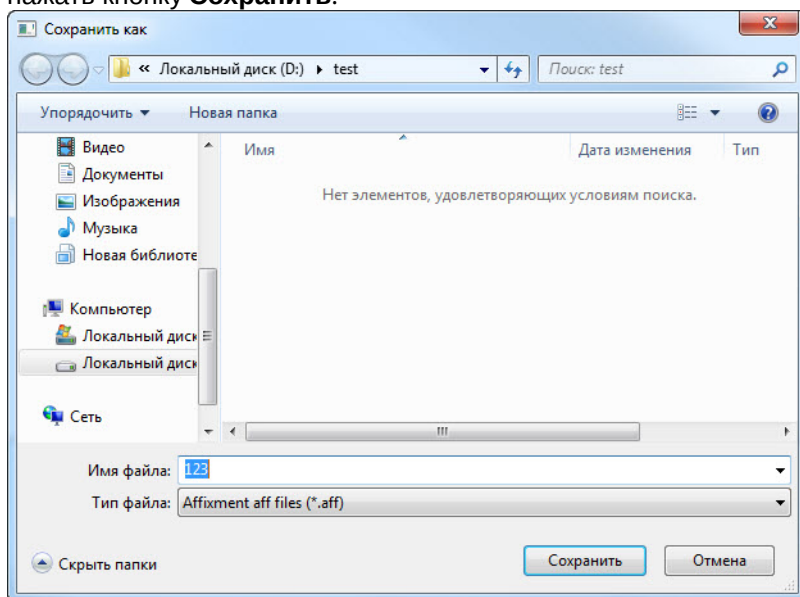 нажать кнопку Сохранить.
Сохранить как
« Локальный диск (D:) test
Поиск: test
Упорядочить Новая папка
Видео
Документы
Изображения
Музыка
Новая библиоте
Компьютер
Локальный диск
Локальный диск
Сеть
Имя Дата изменения Тип
Нет элементов, удовлетворяющих условиям поиска.
Имя файла: 123
Тип файла: Affixment aff files (*.aff)
Скрыть папки Сохранить Отмена